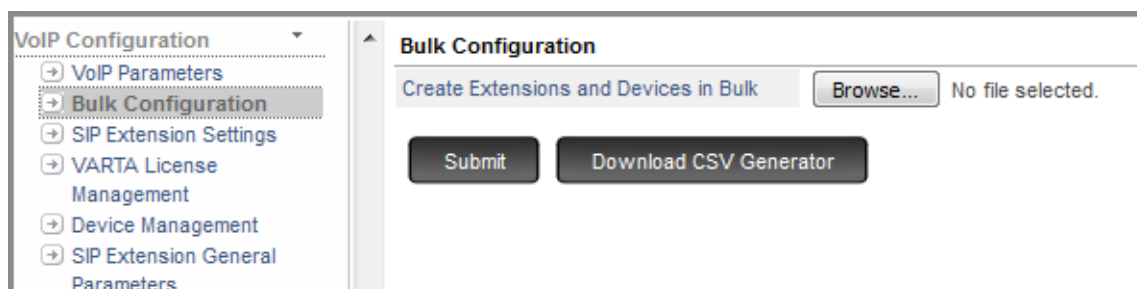 VoIP Configuration
VoIP Parameters
Bulk Configuration
SIP Extension Settings
VARTA License
Management
Device Management
SIP Extension General
Parameters
Bulk Configuration
Create Extensions and Devices in Bulk Browse... No file selected.
Submit Download CSV Generator